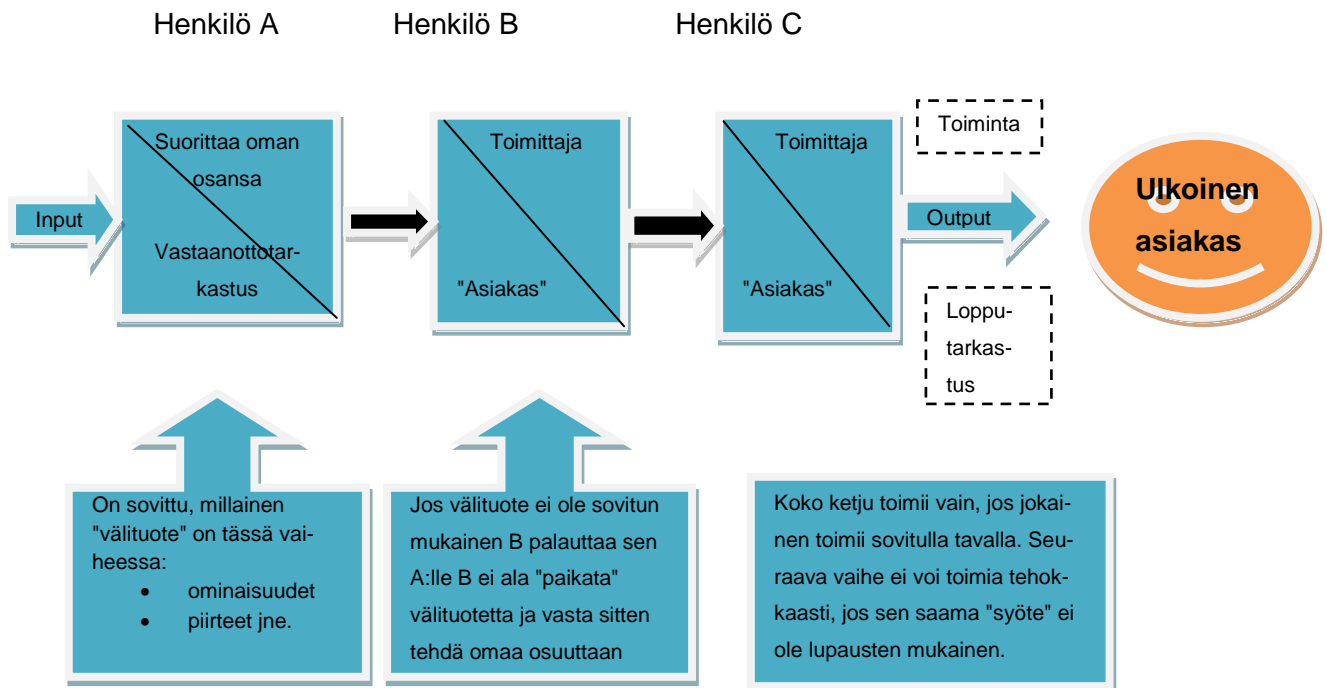 Henkilö A
Henkilö B
Henkilö C
Input
Suorittaa oman
osansa
Vastaanottotar-
kastus
Toimittaja
"Asiakas"
Toimittaja
"Asiakas"
Toiminta
Output
Loppu-
tarkas-
tus
Ulkoinen
asiakas
On sovittu, millainen
"välituote" on tässä vai-
heessa:
• ominaisuudet
• piirteet jne.
Jos välituote ei ole sovitun
mukainen B palauttaa sen
A:lle B ei ala "paikata"
välituotetta ja vasta sitten
tehdä omaa osuuttaan
Koko ketju toimii vain, jos jokai-
nen toimii sovitulla tavalla. Seu-
raava vaihe ei voi toimia tehok-
kaasti, jos sen saama "syöte" ei
ole lupausten mukainen.